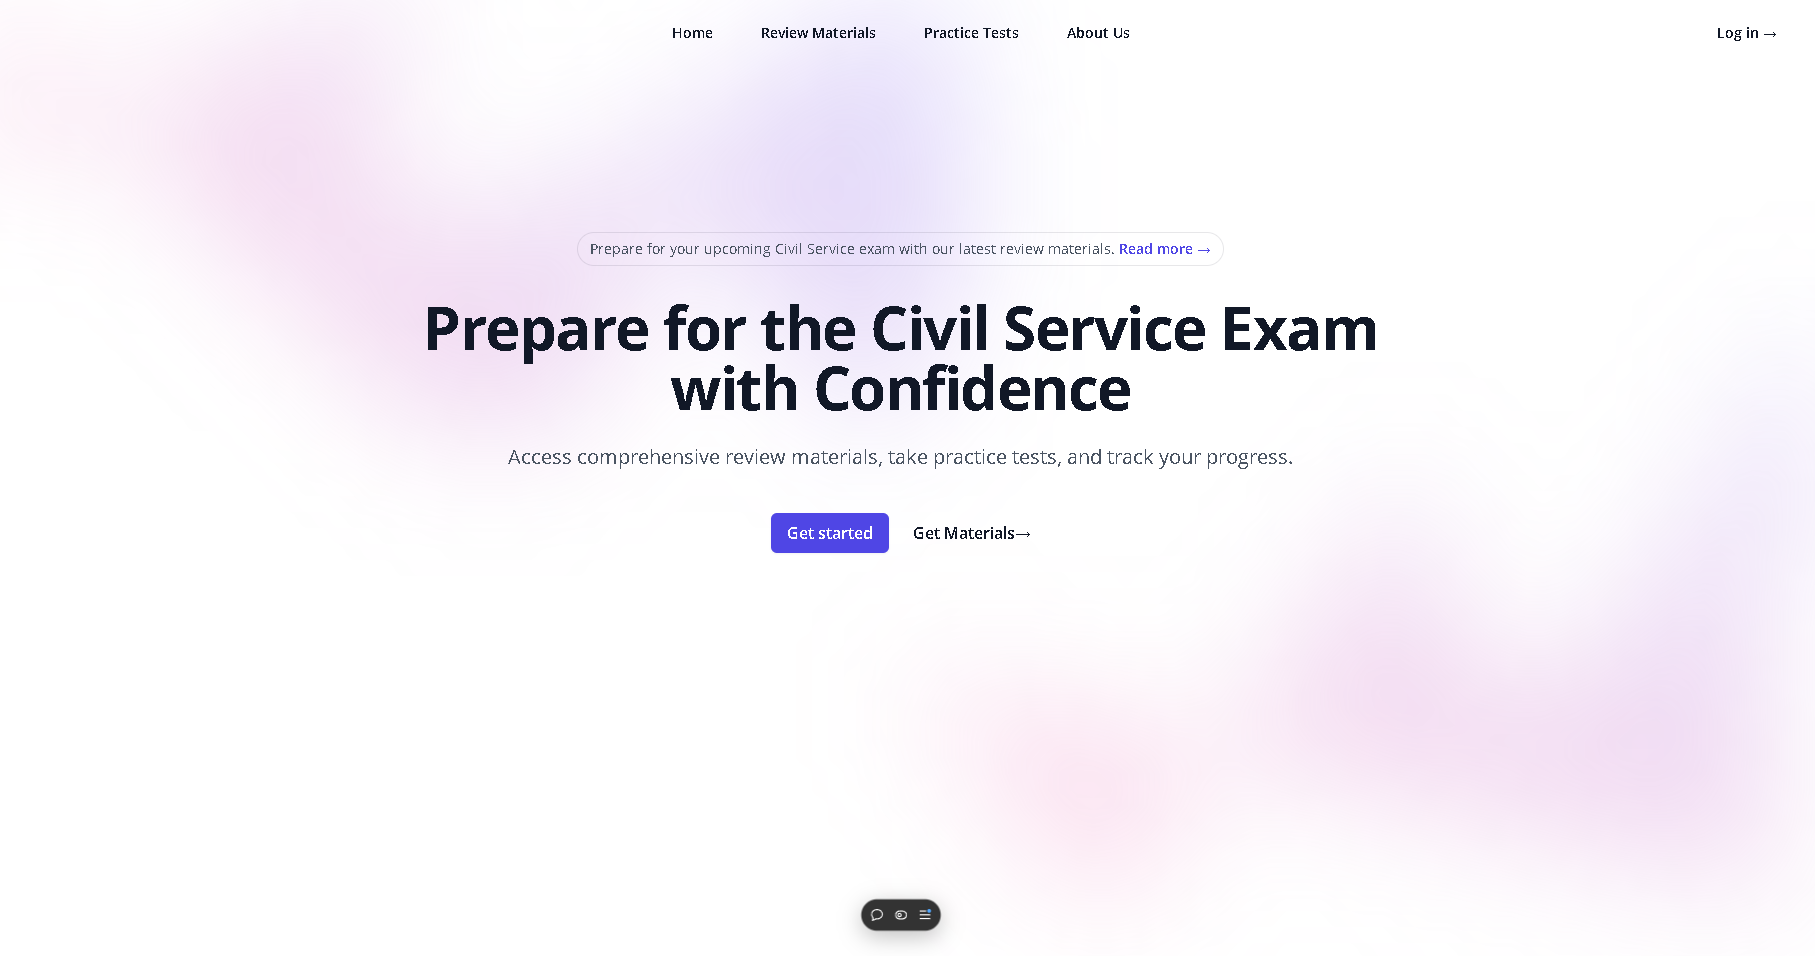 Home Review Materials Practice Tests About Us Log in →
Prepare for your upcoming Civil Service exam with our latest review materials. Read more →
Prepare for the Civil Service Exam
with Confidence
Access comprehensive review materials, take practice tests, and track your progress.
Get started Get Materials→